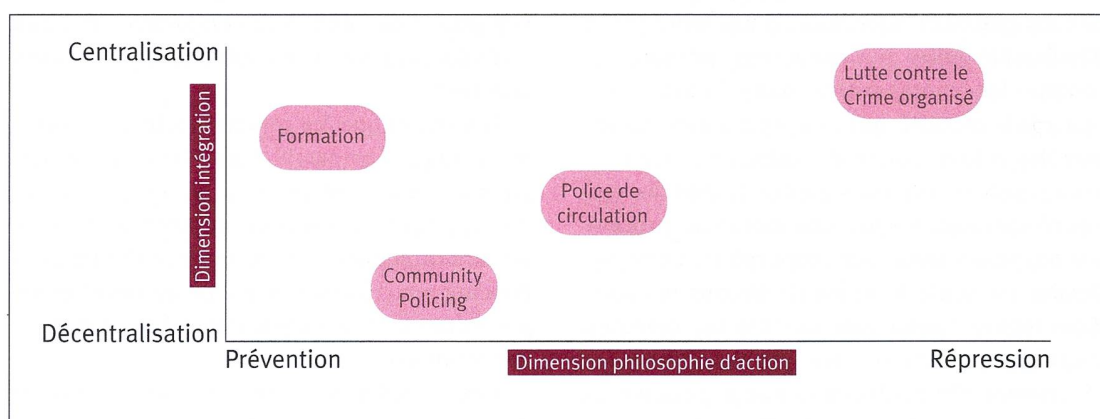 Centralisation
Dimension intégration
Lutte contre le
Crime organisé
Formation
Police de
circulation
Community
Policing
Décentralisation
Prévention
Dimension philosophie d‘action
Répression